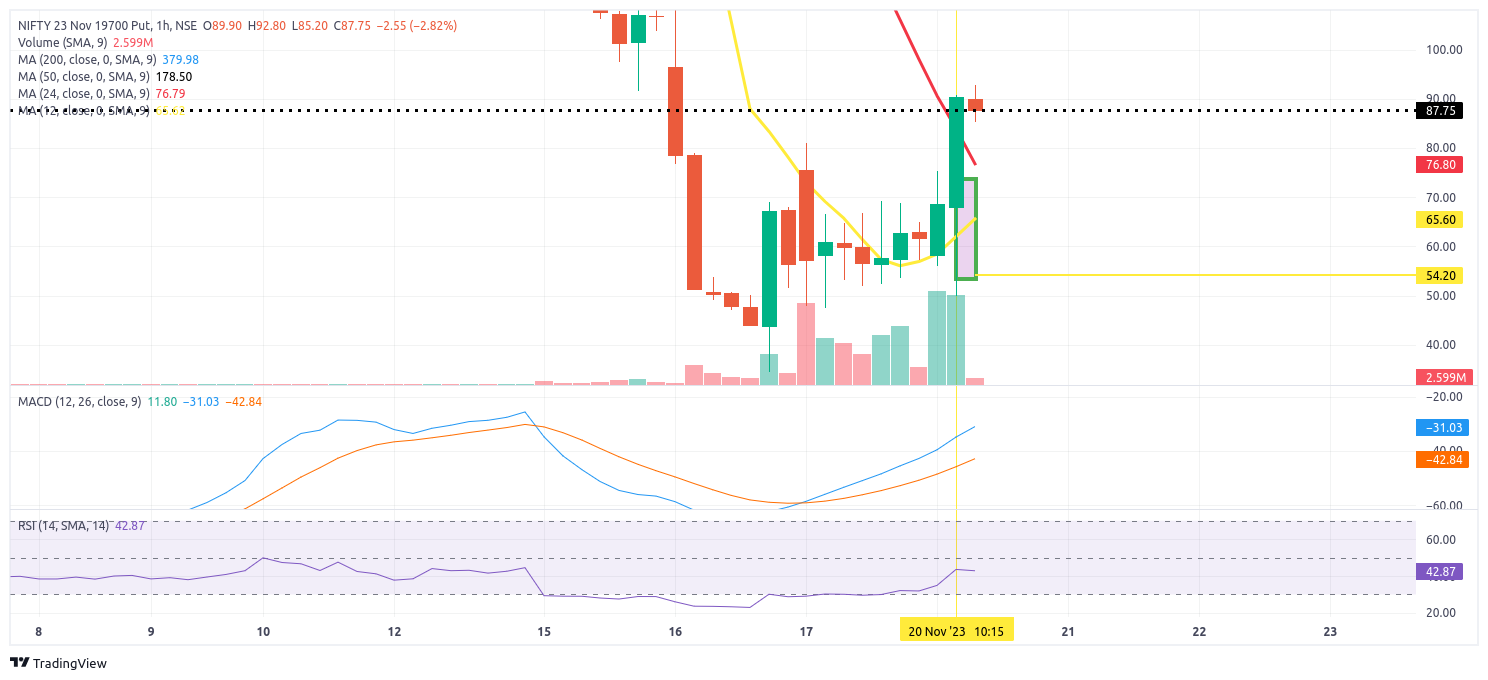 NIFTY 23 Nov 19700 Put, 1h, NSE O89.90 H92.80 L85.20 C87.75 −2.55 (−2.82%)
Volume (SMA, 9) 2.599M
MA (200, close, 0, SMA, 9) 379.98
MA (50, close, 0, SMA, 9) 178.50
MA (24, close, 0, SMA, 9) 76.79
MA (12, close, 0, SMA, 9)
100.00
90.00
87.75
80.00
76.80
70.00
65.60
60.00
54.20
50.00
40.00
2.599M
MACD (12, 26, close, 9) 11.80 −31.03 −42.84
−20.00
−31.03
−40.00
−42.84
−60.00
RSI (14, SMA, 14) 42.87
60.00
42.87
20.00
8 9 10 12 15 16 17 20 Nov '23 10:15 21 22 23
TradingView